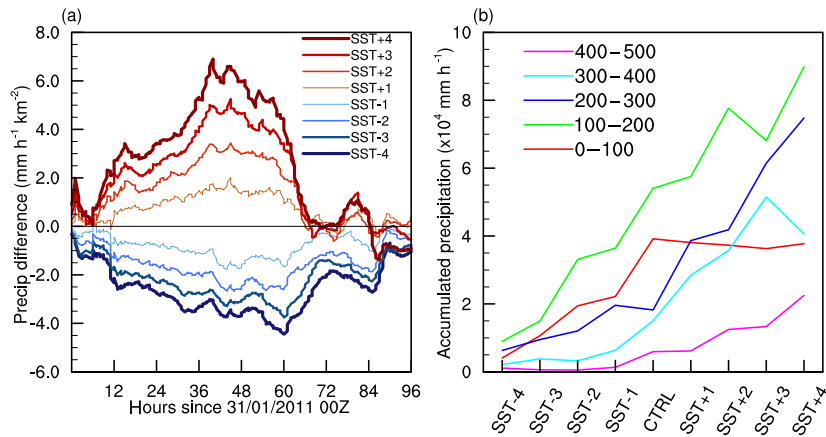 (a)
Precip difference (mm h⁻¹ km⁻²)
8.0
6.0
4.0
2.0
0.0
-2.0
-4.0
-6.0
SST+4
SST+3
SST+2
SST+1
SST-1
SST-2
SST-3
SST-4
12 24 36 48 60 72 84 96
Hours since 31/01/2011 00Z
(b)
Accumulated precipitation (x10⁴ mm h⁻¹)
10
8
6
4
2
0
400−500
300−400
200−300
100−200
0−100
SST-4 SST-3 SST-2 SST-1 CTRL SST+1 SST+2 SST+3 SST+4